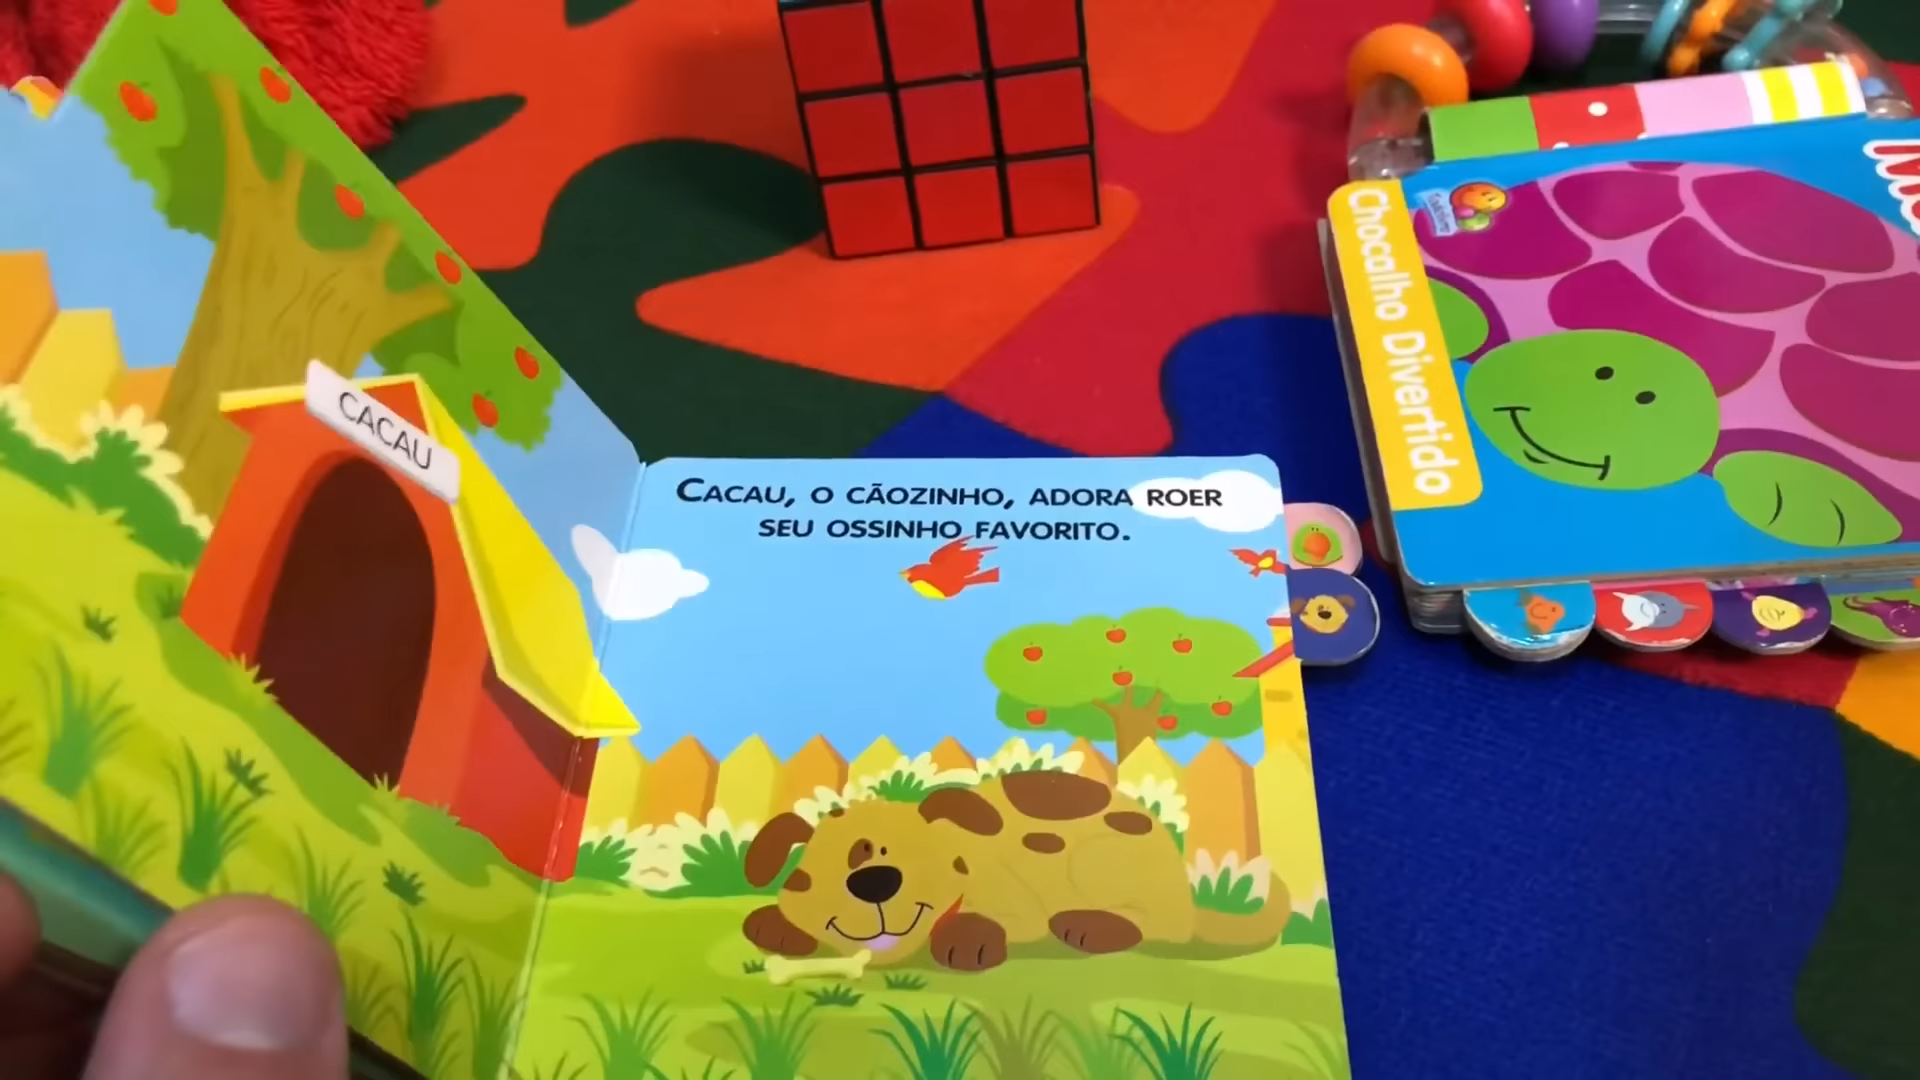 CACAU
CACAU, O CÃOZINHO, ADORA ROER
SEU OSSINHO FAVORITO.
Chocalho Divertido